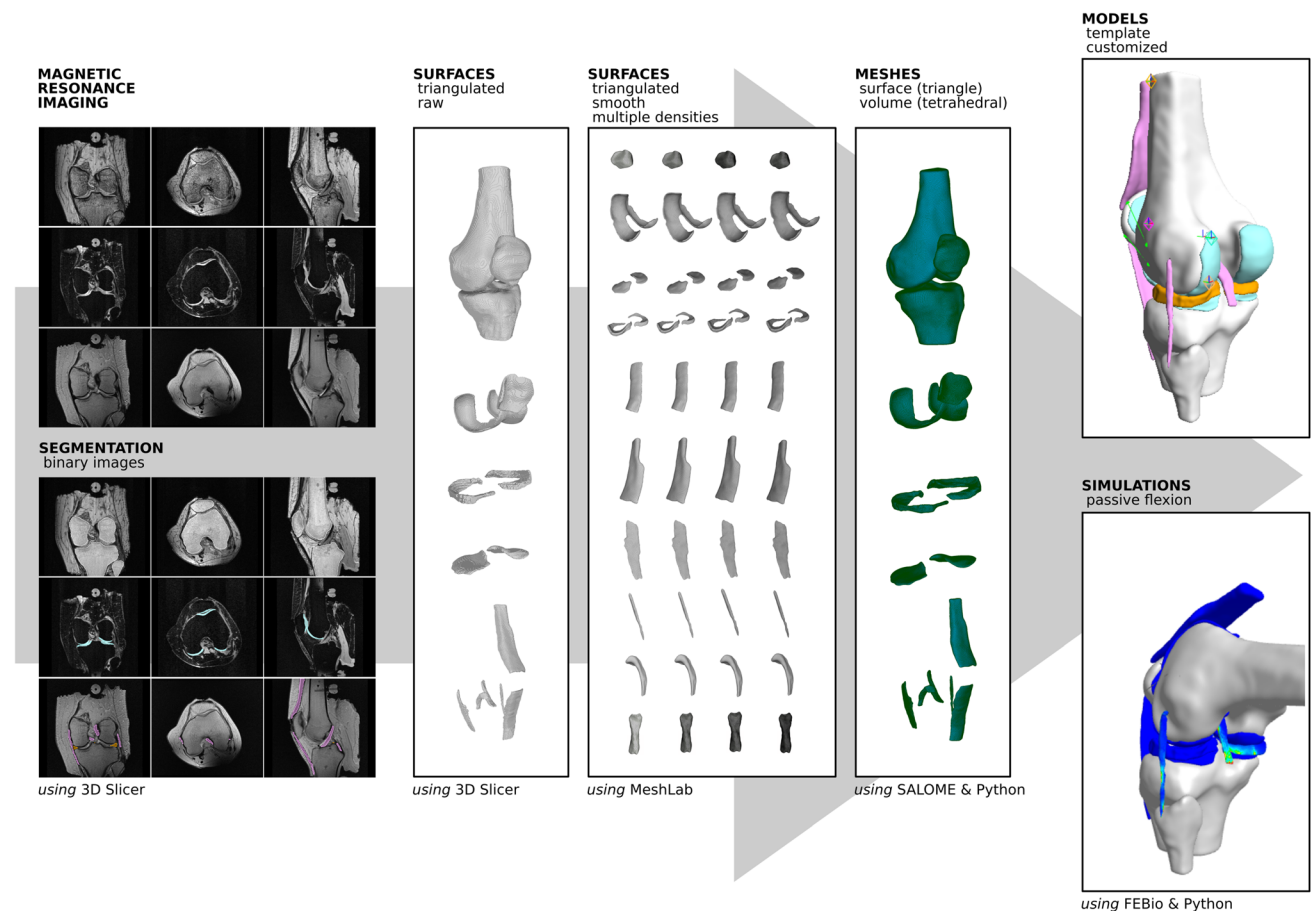 MAGNETIC
RESONANCE
IMAGING
SEGMENTATION
binary images
using 3D Slicer
SURFACES
triangulated
raw
using 3D Slicer
SURFACES
triangulated
smooth
multiple densities
using MeshLab
MESHES
surface (triangle)
volume (tetrahedral)
using SALOME & Python
MODELS
template
customized
SIMULATIONS
passive flexion
using FEBio & Python